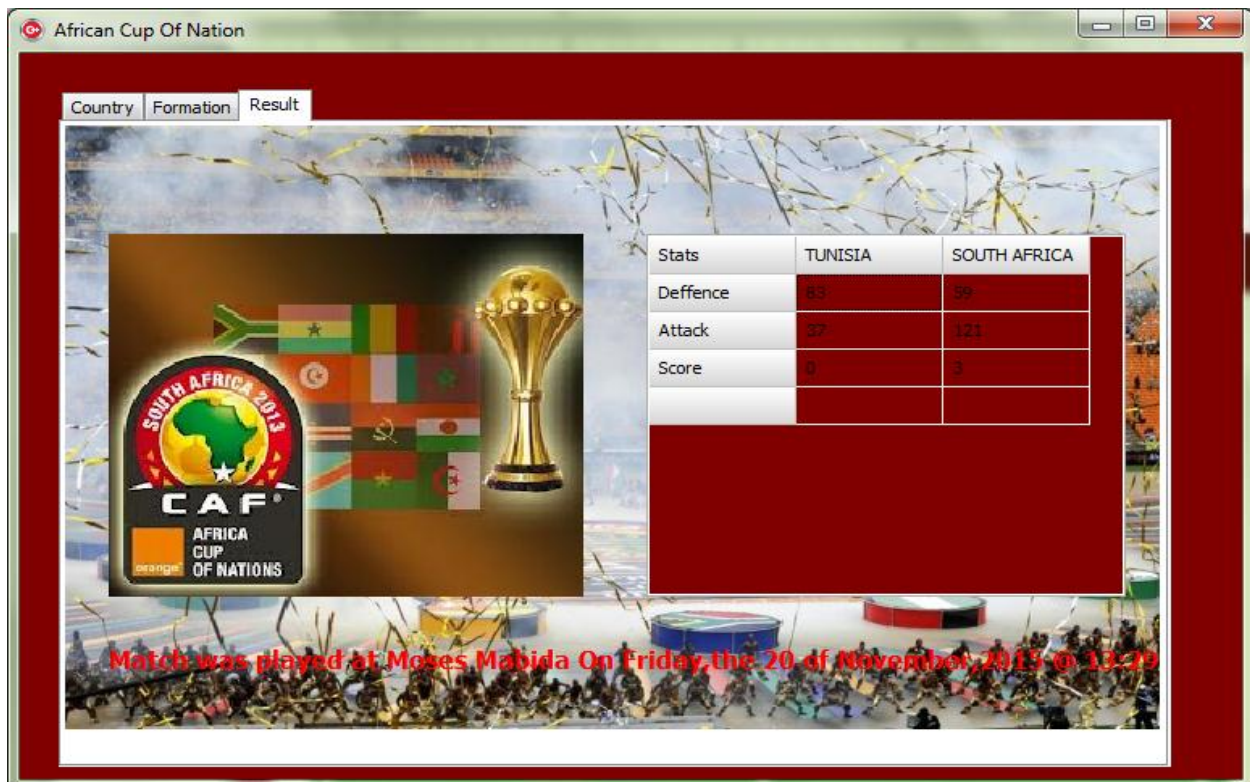 African Cup Of Nation
Country Formation Result
SOUTH AFRICA 2013
CAF
orange
AFRICA
CUP
OF NATIONS
Stats TUNISIA SOUTH AFRICA
Deffence 83 59
Attack 37 121
Score 0 3
Match was played at Moses Mabida On Friday,the 20 of November,2015 @ 13:29